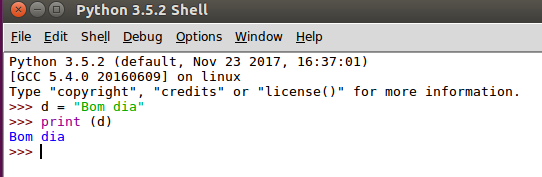 Python 3.5.2 Shell
File Edit Shell Debug Options Window Help
Python 3.5.2 (default, Nov 23 2017, 16:37:01)
[GCC 5.4.0 20160609] on linux
Type "copyright", "credits" or "license()" for more information.
>>> d = "Bom dia"
>>> print (d)
Bom dia
>>>